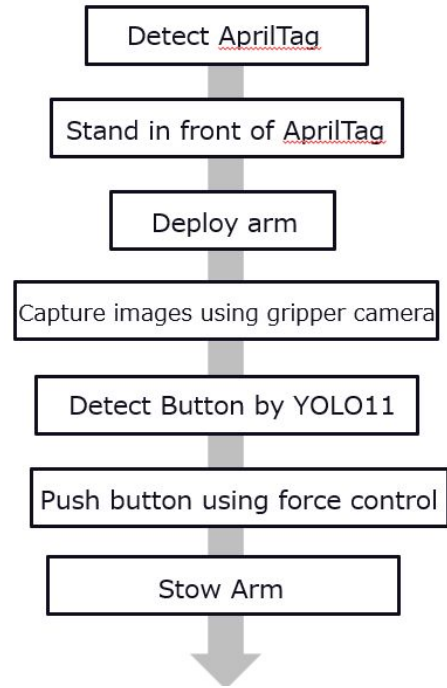 Detect AprilTag
Stand in front of AprilTag
Deploy arm
Capture images using gripper camera
Detect Button by YOLO11
Push button using force control
Stow Arm